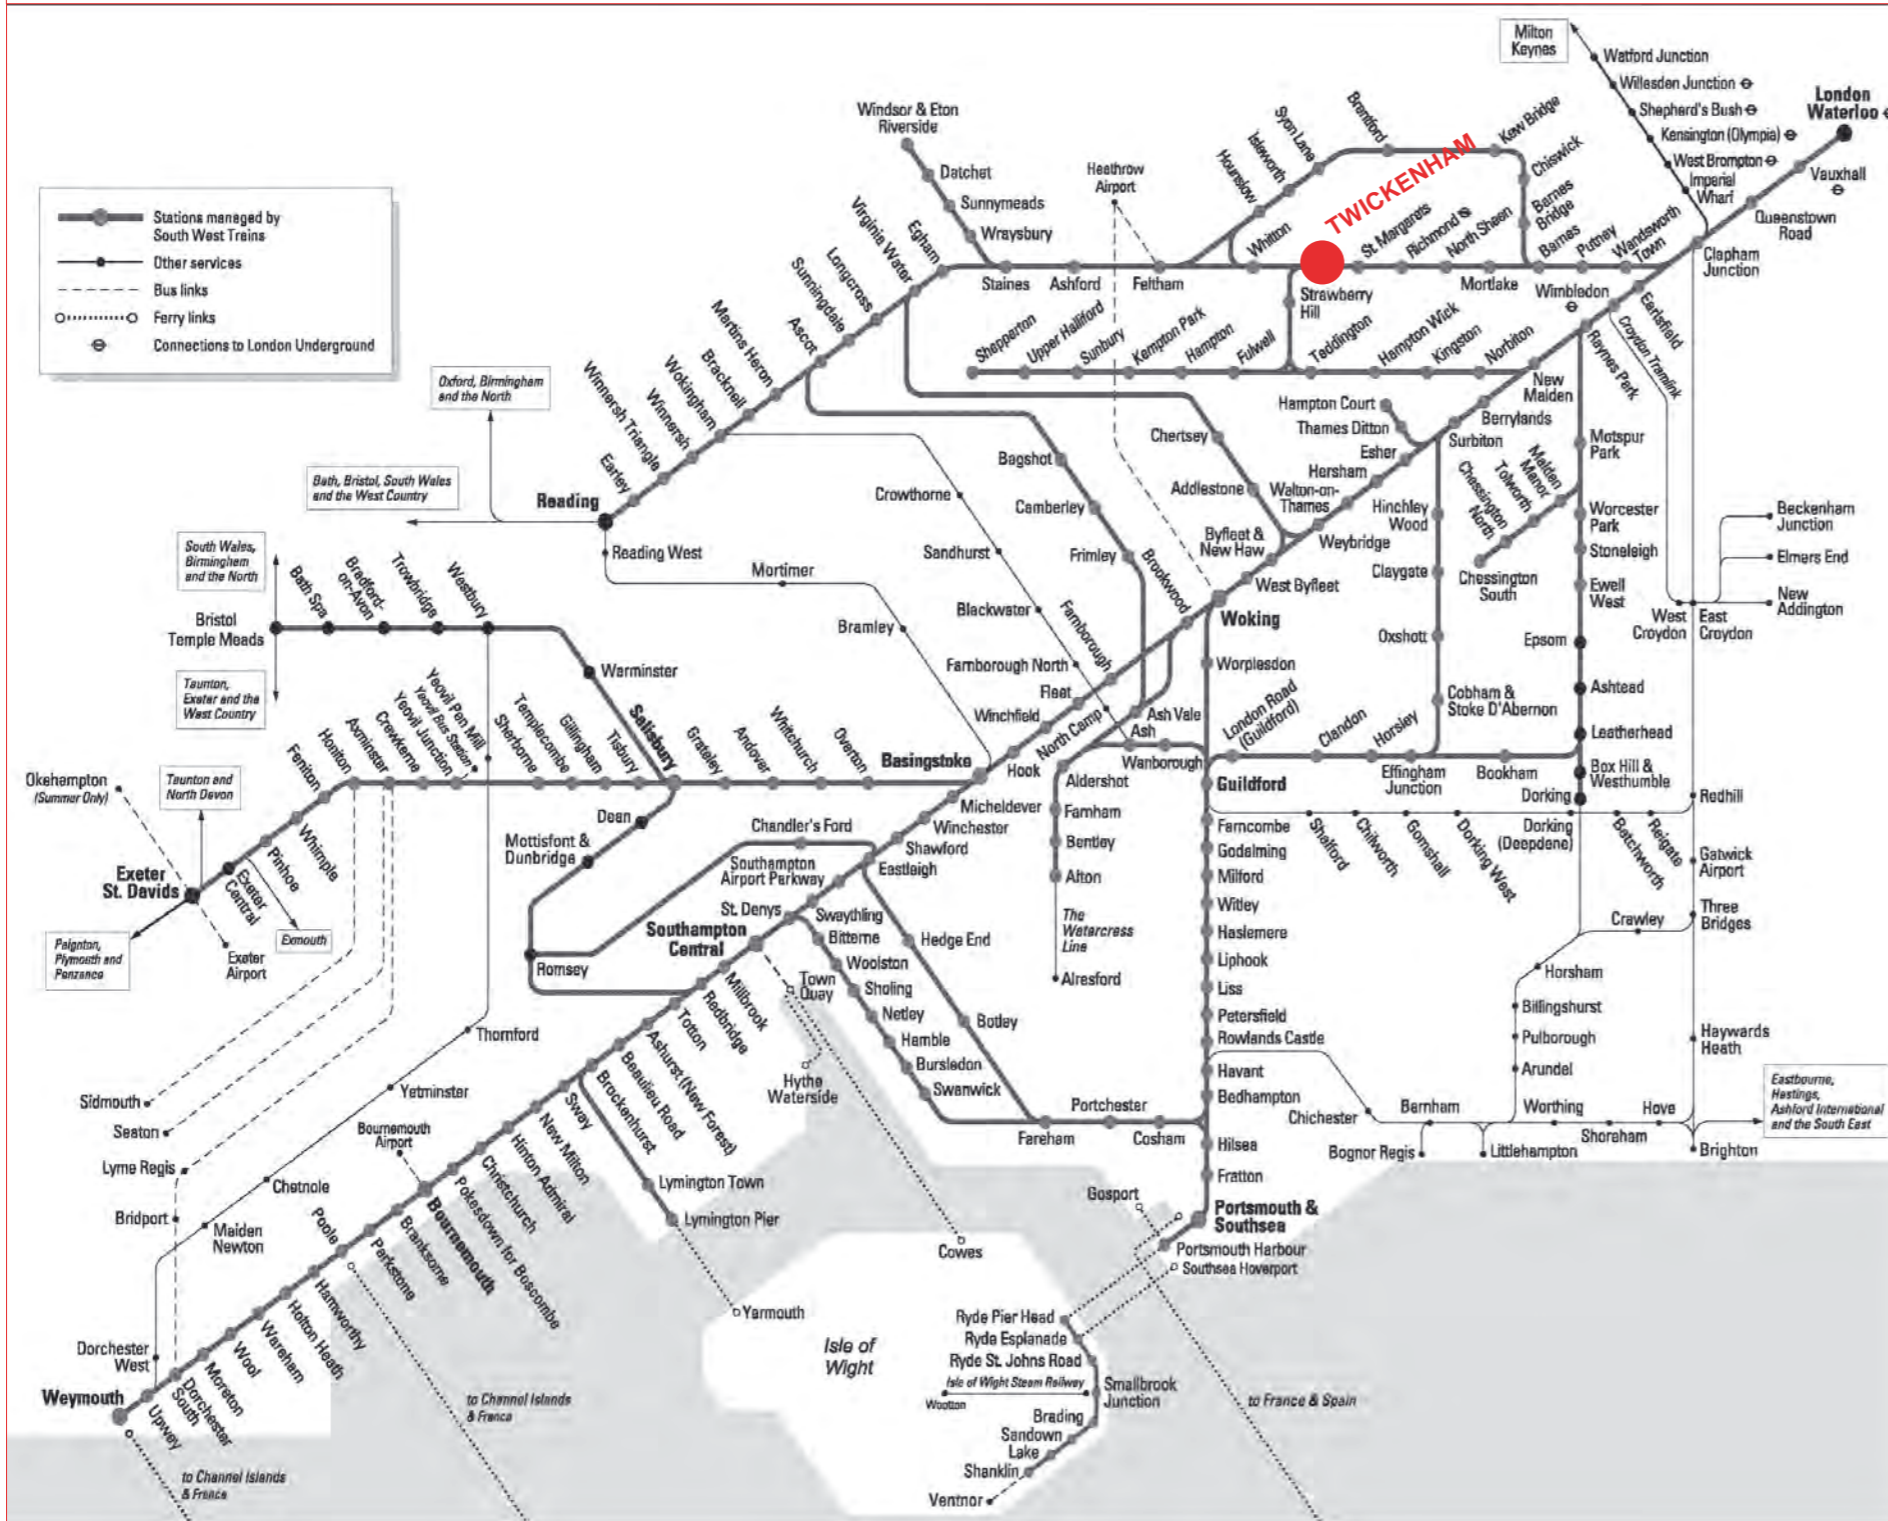 Milton
Keynes
Watford Junction
Willesden Junction
Shepherd's Bush
Kensington (Olympia)
West Brompton
Imperial
Wharf
London
Waterloo
Vauxhall
Queenstown
Road
Clapham
Junction
Windsor & Eton
Riverside
Datchet
Sunnymeads
Wraysbury
Heathrow
Airport
Hounslow
Isleworth
Syon Lane
Brentford
Kew Bridge
Chiswick
Barnes
Bridge
TWICKENHAM
Whitton
St. Margarets
Richmond
North Sheen
Barnes
Putney
Wandsworth
Town
Stations managed by
South West Trains
Other services
Bus links
Ferry links
Connections to London Underground
Virginia Water
Egham
Longcross
Sunningdale
Ascot
Martins Heron
Bracknell
Wokingham
Winnersh
Winnersh Triangle
Earley
Reading
Staines
Ashford
Feltham
Strawberry
Hill
Mortlake
Wimbledon
Earlsfield
Croydon Tramlink
Raynes Park
Shepperton
Upper Halliford
Sunbury
Kempton Park
Hampton
Fulwell
Teddington
Hampton Wick
Kingston
Norbiton
New
Malden
Berrylands
Surbiton
Hampton Court
Thames Ditton
Esher
Hersham
Walton-on-
Thames
Weybridge
Byfleet &
New Haw
West Byfleet
Woking
Chertsey
Addlestone
Bagshot
Camberley
Frimley
Brookwood
Hinchley
Wood
Claygate
Oxshott
Cobham &
Stoke D'Abernon
Malden
Manor
Tolworth
Chessington
North
Chessington
South
Motspur
Park
Worcester
Park
Stoneleigh
Ewell
West
Epsom
Ashtead
Leatherhead
Box Hill &
Westhumble
Dorking
Beckenham
Junction
Elmers End
New
Addington
West
Croydon
East
Croydon
Oxford, Birmingham
and the North
Bath, Bristol, South Wales
and the West Country
Reading West
Mortimer
Bramley
Crowthorne
Sandhurst
Blackwater
Farnborough North
North Camp
Farnborough
Fleet
Winchfield
Hook
Basingstoke
Ash Vale
Ash
Wanborough
Aldershot
Farnham
Bentley
Alton
The
Watercress
Line
Alresford
South Wales,
Birmingham
and the North
Bristol
Temple Meads
Bath Spa
Bradford-
on-Avon
Trowbridge
Westbury
Warminster
Taunton,
Exeter and the
West Country
Salisbury
Feniton
Honiton
Axminster
Crewkerne
Yeovil Junction
Yeovil Bus Station
Yeovil Pen Mill
Sherborne
Templecombe
Gillingham
Tisbury
Grateley
Andover
Whitchurch
Overton
Okehampton
(Summer Only)
Taunton and
North Devon
Whimple
Pinhoe
Exeter
Central
Exeter
St. Davids
Exmouth
Exeter
Airport
Paignton,
Plymouth and
Penzance
Dean
Mottisfont &
Dunbridge
Romsey
Chandler's Ford
Micheldever
Winchester
Shawford
Eastleigh
Southampton
Airport Parkway
Swaythling
St. Denys
Southampton
Central
Bitterne
Woolston
Sholing
Netley
Hamble
Bursledon
Swanwick
Hedge End
Botley
Fareham
Portchester
Cosham
Worplesdon
London Road
(Guildford)
Clandon
Horsley
Effingham
Junction
Bookham
Guildford
Farncombe
Godalming
Milford
Witley
Haslemere
Liphook
Liss
Petersfield
Rowlands Castle
Havant
Bedhampton
Hilsea
Fratton
Portsmouth &
Southsea
Portsmouth Harbour
Southsea Hoverport
Gosport
Shalford
Chilworth
Gomshall
Dorking West
Dorking
(Deepdene)
Betchworth
Reigate
Redhill
Gatwick
Airport
Three
Bridges
Crawley
Horsham
Billingshurst
Pulborough
Arundel
Haywards
Heath
Chichester
Barnham
Bognor Regis
Littlehampton
Worthing
Shoreham
Hove
Brighton
Eastbourne,
Hastings,
Ashford International
and the South East
Millbrook
Redbridge
Totton
Ashurst (New Forest)
Beaulieu Road
Brockenhurst
Sway
New Milton
Hinton Admiral
Christchurch
Pokesdown for Boscombe
Bournemouth
Branksome
Parkstone
Poole
Hamworthy
Holton Heath
Wareham
Wool
Moreton
Dorchester
South
Upwey
Weymouth
Town
Quay
Hythe
Waterside
Lymington Town
Lymington Pier
Yarmouth
Cowes
Bournemouth
Airport
Thornford
Yetminster
Chetnole
Maiden
Newton
Dorchester
West
Sidmouth
Seaton
Lyme Regis
Bridport
Isle of
Wight
Ryde Pier Head
Ryde Esplanade
Ryde St. Johns Road
Isle of Wight Steam Railway
Wootton
Smallbrook
Junction
Brading
Sandown
Lake
Shanklin
Ventnor
to Channel Islands
& France
to Channel Islands
& France
to France & Spain